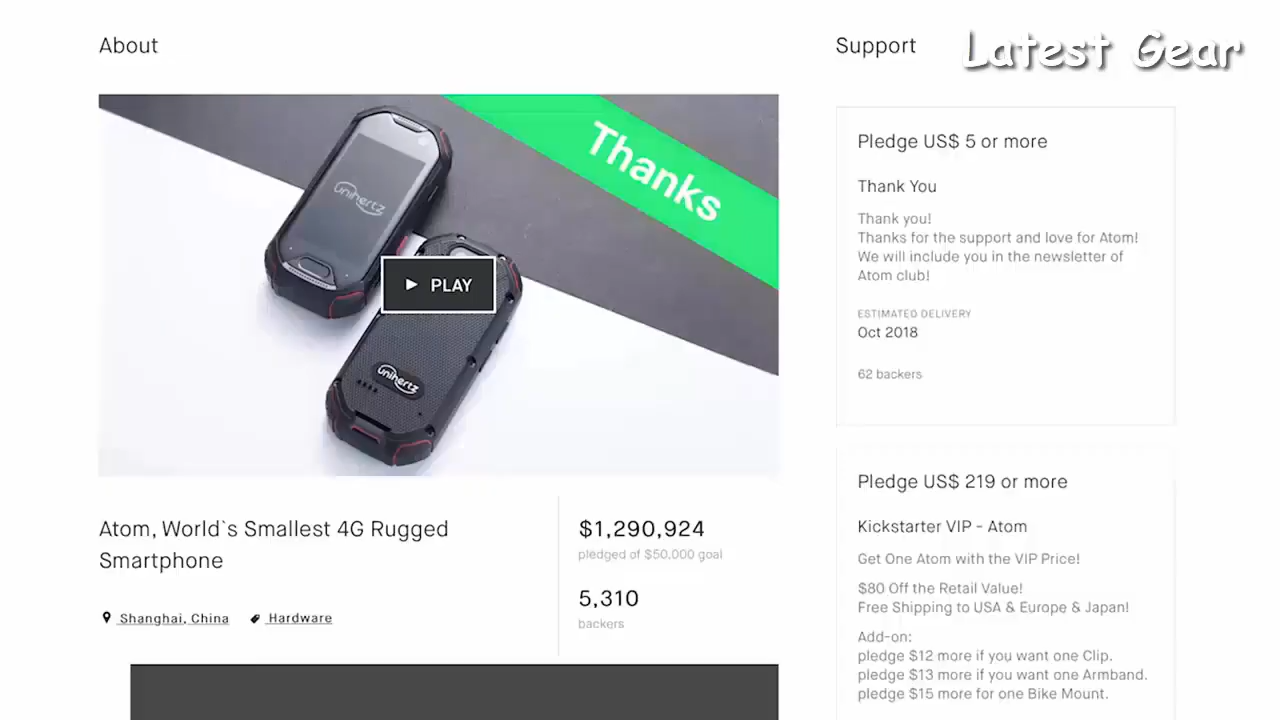 About
Support
Latest Gear
Thanks
unihertz
PLAY
unihertz
Atom, World`s Smallest 4G Rugged
Smartphone
Shanghai, China
Hardware
$1,290,924
pledged of $50,000 goal
5,310
backers
Pledge US$ 5 or more
Thank You
Thank you!
Thanks for the support and love for Atom!
We will include you in the newsletter of
Atom club!
ESTIMATED DELIVERY
Oct 2018
62 backers
Pledge US$ 219 or more
Kickstarter VIP - Atom
Get One Atom with the VIP Price!
$80 Off the Retail Value!
Free Shipping to USA & Europe & Japan!
Add-on:
pledge $12 more if you want one Clip.
pledge $13 more if you want one Armband.
pledge $15 more for one Bike Mount.